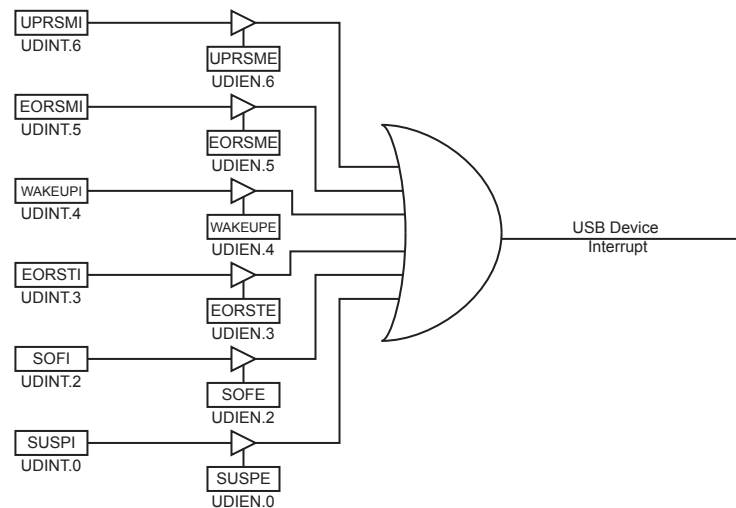 UPRSMI
UDINT.6
UPRSME
UDIEN.6
EORSMI
UDINT.5
EORSME
UDIEN.5
WAKEUPI
UDINT.4
WAKEUPE
UDIEN.4
EORSTI
UDINT.3
EORSTE
UDIEN.3
SOFI
UDINT.2
SOFE
UDIEN.2
SUSPI
UDINT.0
SUSPE
UDIEN.0
USB Device
Interrupt